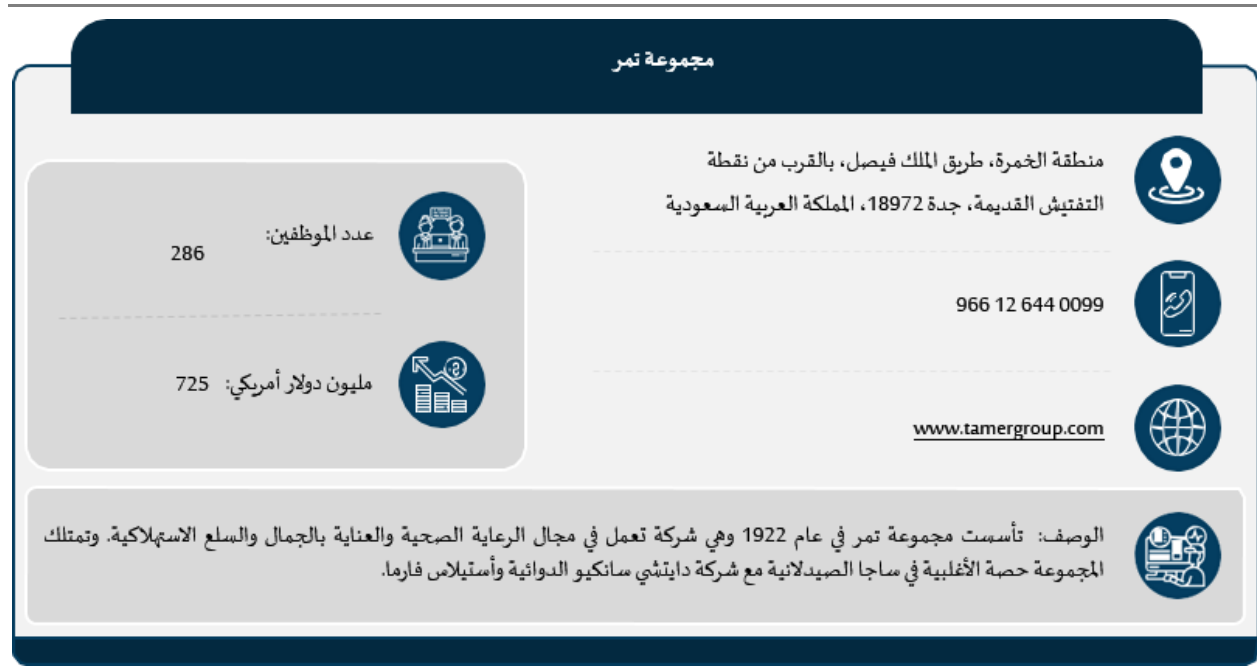 مجموعة تمر
منطقة الخمرة، طريق الملك فيصل، بالقرب من نقطة
التفتيش القديمة، جدة 18972، المملكة العربية السعودية
966 12 644 0099
www.tamergroup.com
عدد الموظفين:
286
مليون دولار أمريكي: 725
الوصف: تأسست مجموعة تمر في عام 1922 وهي شركة تعمل في مجال الرعاية الصحية والعناية بالجمال والسلع الاستهلاكية. وتمتلك
المجموعة حصة الأغلبية في ساجا الصيدلانية مع شركة دايتشي سانكيو الدوائية وأستيلاس فارما.